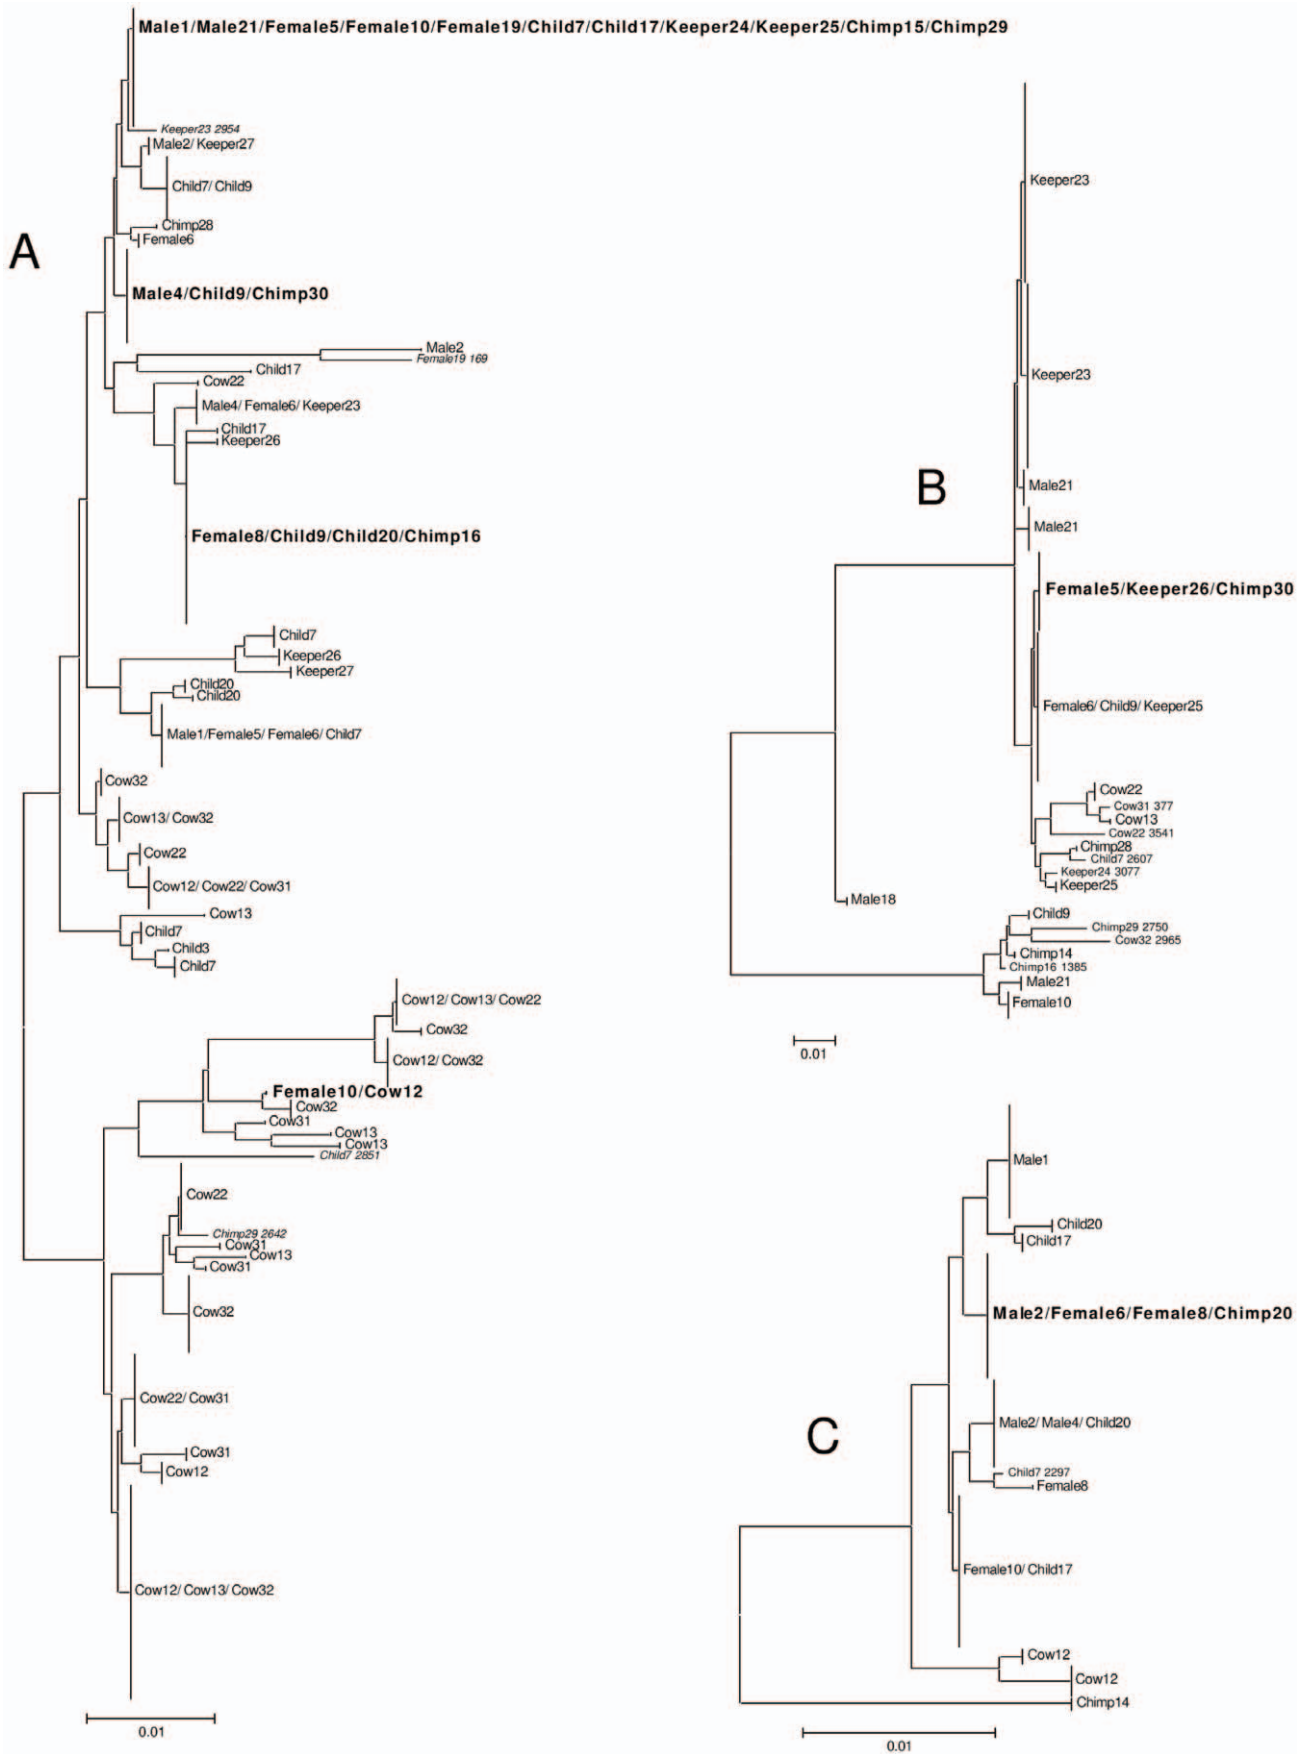 A
Male1/Male21/Female5/Female10/Female19/Child7/Child17/Keeper24/Keeper25/Chimp15/Chimp29
Keeper23 2954
Male2/ Keeper27
Child7/ Child9
Chimp28
Female6
Male4/Child9/Chimp30
Male2
Female19 169
Child17
Cow22
Male4/ Female6/ Keeper23
Child17
Keeper26
Female8/Child9/Child20/Chimp16
Child7
Keeper26
Keeper27
Child20
Child20
Male1/Female5/ Female6/ Child7
Cow32
Cow13/ Cow32
Cow22
Cow12/ Cow22/ Cow31
Cow13
Child7
Child3
Child7
Cow12/ Cow13/ Cow22
Cow32
Cow12/ Cow32
Female10/Cow12
Cow32
Cow31
Cow13
Cow13
Child7 2851
Cow22
Chimp29 2642
Cow31
Cow13
Cow31
Cow32
Cow22/ Cow31
Cow31
Cow12
Cow12/ Cow13/ Cow32
0.01
B
Keeper23
Keeper23
Male21
Male21
Female5/Keeper26/Chimp30
Female6/ Child9/ Keeper25
Cow22
Cow31 377
Cow13
Cow22 3541
Chimp28
Child7 2607
Keeper24 3077
Keeper25
Male18
Child9
Chimp29 2750
Cow32 2965
Chimp14
Chimp16 1385
Male21
Female10
0.01
C
Male1
Child20
Child17
Male2/Female6/Female8/Chimp20
Male2/ Male4/ Child20
Child7 2297
Female8
Female10/ Child17
Cow12
Cow12
Chimp14
0.01